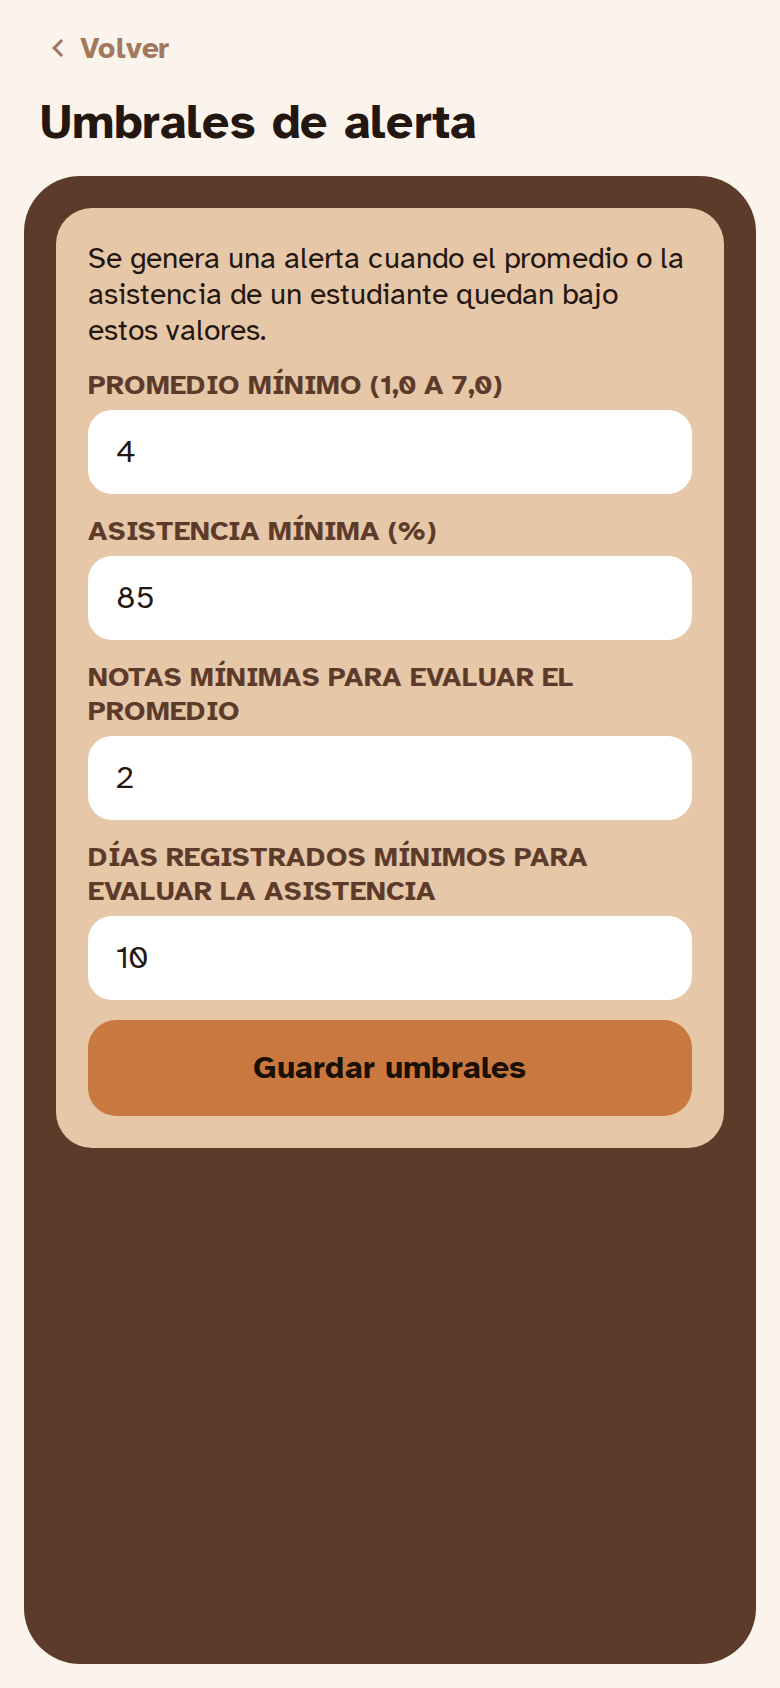 Volver
Umbrales de alerta
Se genera una alerta cuando el promedio o la
asistencia de un estudiante quedan bajo
estos valores.
PROMEDIO MÍNIMO (1,0 A 7,0)
4
ASISTENCIA MÍNIMA (%)
85
NOTAS MÍNIMAS PARA EVALUAR EL
PROMEDIO
2
DÍAS REGISTRADOS MÍNIMOS PARA
EVALUAR LA ASISTENCIA
10
Guardar umbrales